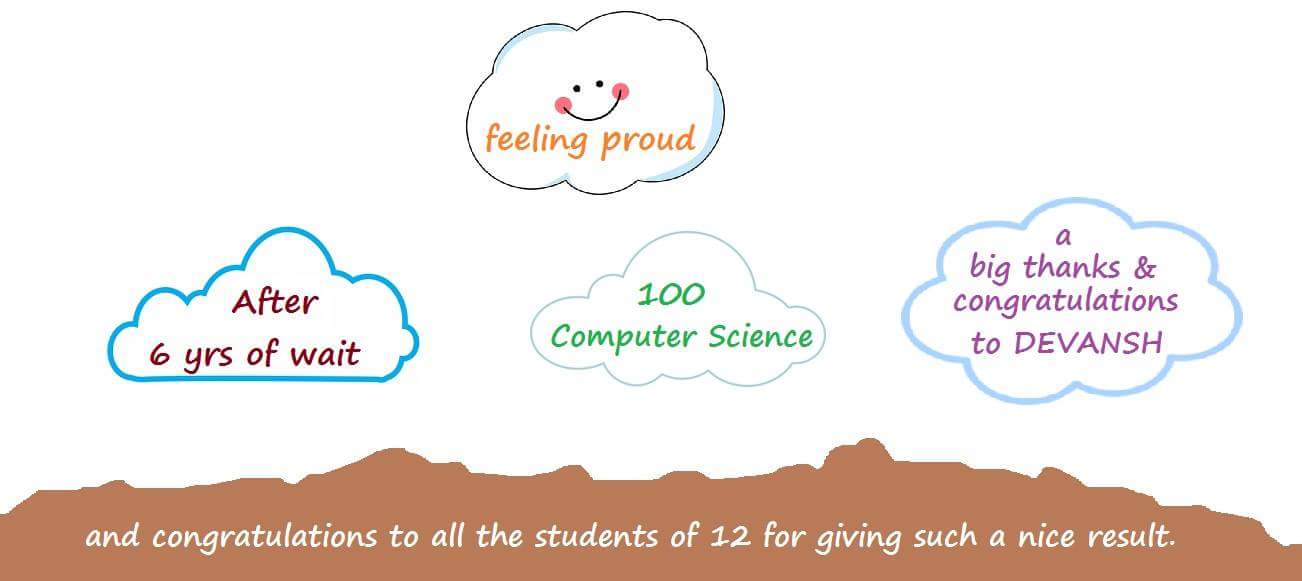 feeling proud
After
6 yrs of wait
100
Computer Science
a
big thanks &
congratulations
to DEVANSH
and congratulations to all the students of 12 for giving such a nice result.